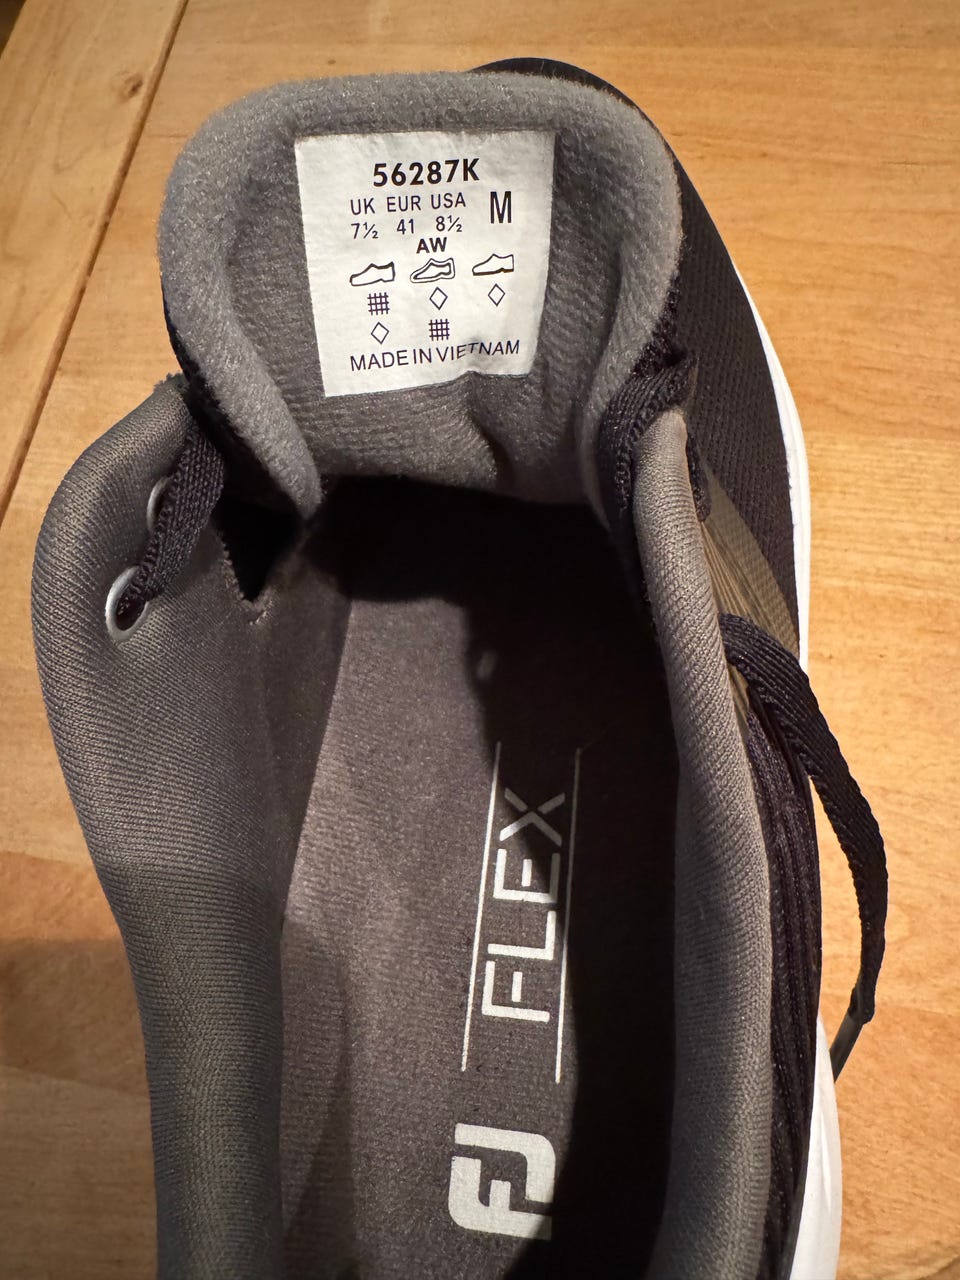 56287K
UK EUR USA M
7½ 41 8½
AW
MADE IN VIETNAM
FLEX
FJ